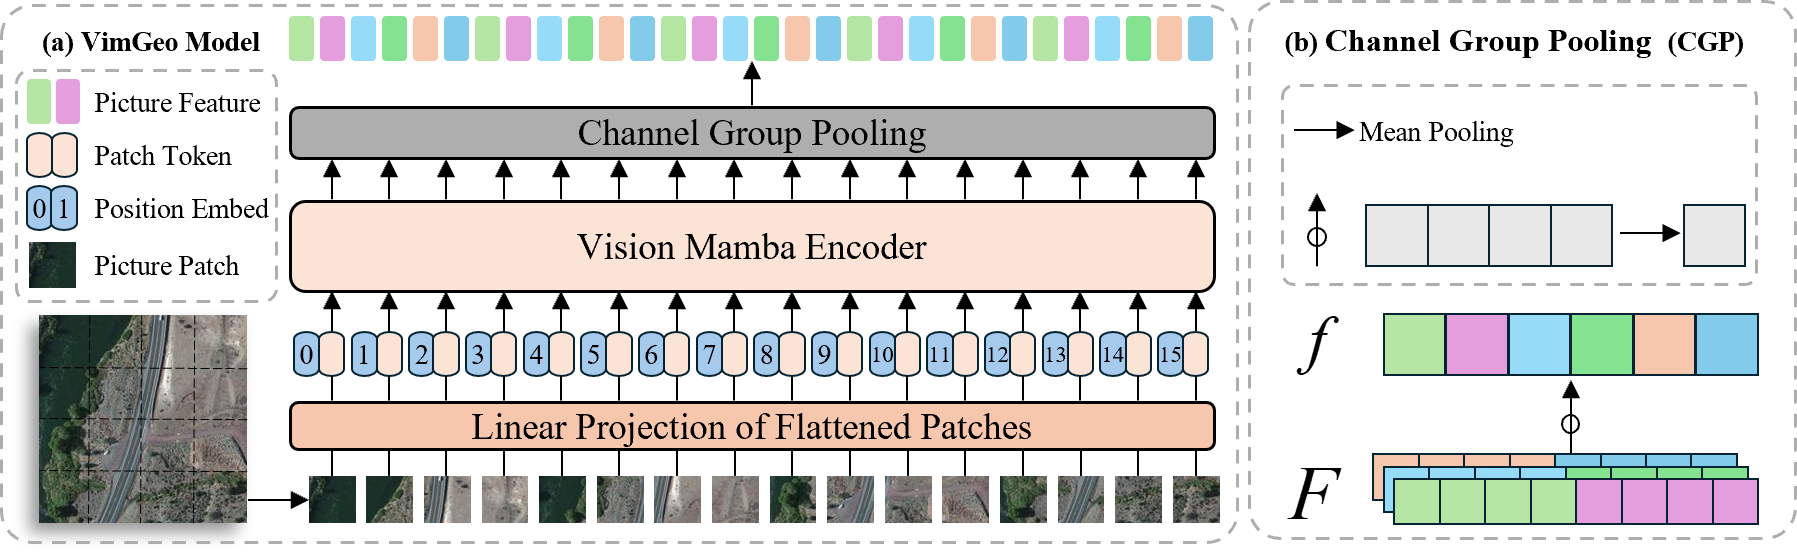 (a) VimGeo Model
Picture Feature
Patch Token
0 1 Position Embed
Picture Patch
Channel Group Pooling
Vision Mamba Encoder
0 1 2 3 4 5 6 7 8 9 10 11 12 13 14 15
Linear Projection of Flattened Patches
(b) Channel Group Pooling (CGP)
Mean Pooling
f
F